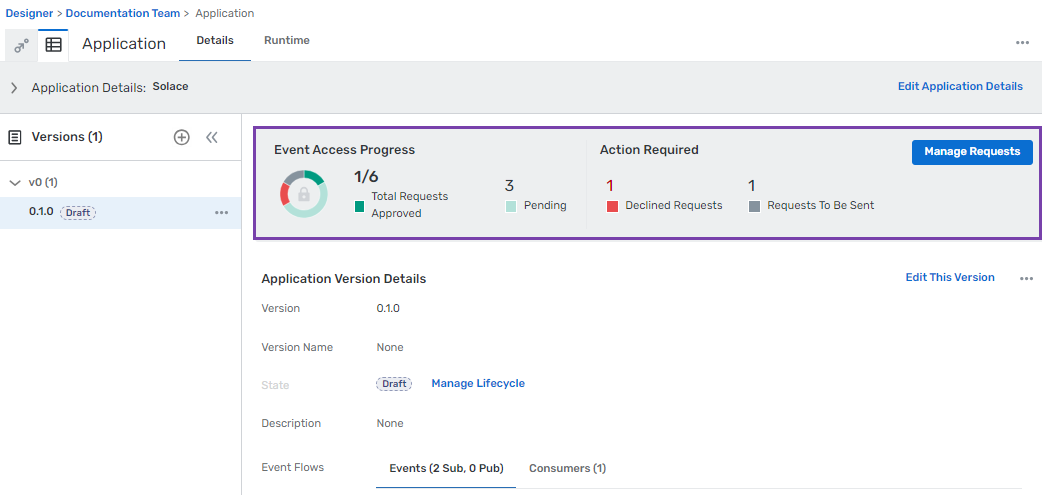 Designer > Documentation Team > Application
Application Details Runtime
Application Details: Solace Edit Application Details
Versions (1)
v0 (1)
0.1.0 Draft
Event Access Progress Action Required Manage Requests
1/6 3 1 1
Total Requests Approved Pending Declined Requests Requests To Be Sent
Application Version Details Edit This Version
Version 0.1.0
Version Name None
State Draft Manage Lifecycle
Description None
Event Flows Events (2 Sub, 0 Pub) Consumers (1)